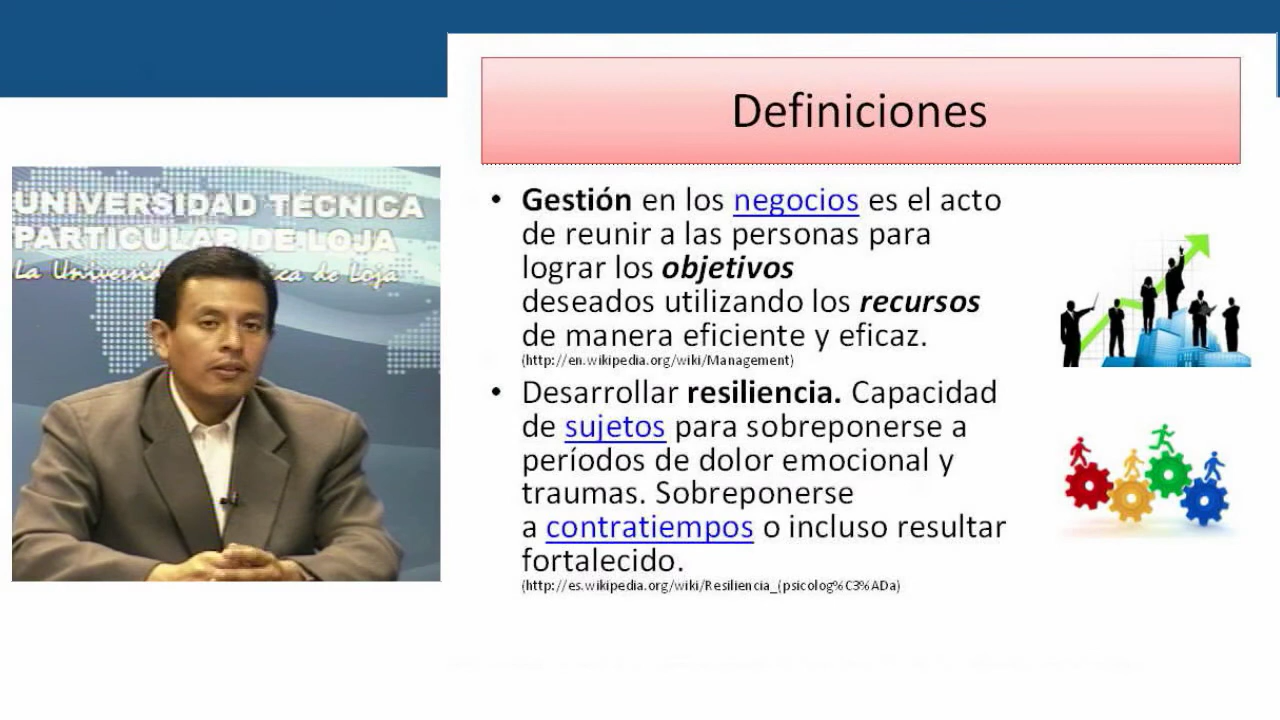 Definiciones
UNIVERSIDAD TÉCNICA
PARTICULAR DE LOJA
La Universid ica de Loja
• Gestión en los negocios es el acto
de reunir a las personas para
lograr los objetivos
deseados utilizando los recursos
de manera eficiente y eficaz.
(http://en.wikipedia.org/wiki/Management)
• Desarrollar resiliencia. Capacidad
de sujetos para sobreponerse a
períodos de dolor emocional y
traumas. Sobreponerse
a contratiempos o incluso resultar
fortalecido.
(http://es.wikipedia.org/wiki/Resiliencia_(psicolog%C3%ADa)